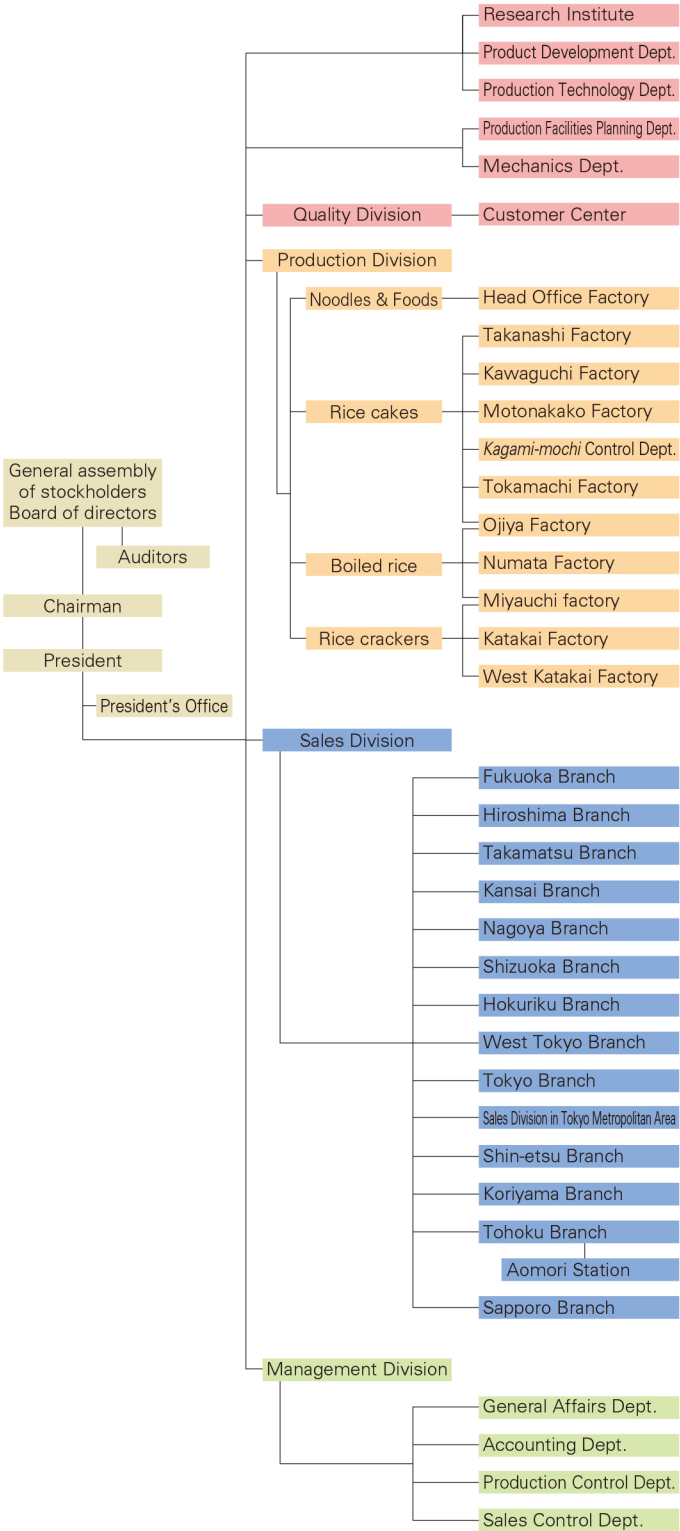 General assembly
of stockholders
Board of directors
Auditors
Chairman
President
President's Office
Research Institute
Product Development Dept.
Production Technology Dept.
Production Facilities Planning Dept.
Mechanics Dept.
Quality Division
Customer Center
Production Division
Noodles & Foods
Head Office Factory
Rice cakes
Takanashi Factory
Kawaguchi Factory
Motonakako Factory
Kagami-mochi Control Dept.
Tokamachi Factory
Ojiya Factory
Boiled rice
Numata Factory
Miyauchi factory
Rice crackers
Katakai Factory
West Katakai Factory
Sales Division
Fukuoka Branch
Hiroshima Branch
Takamatsu Branch
Kansai Branch
Nagoya Branch
Shizuoka Branch
Hokuriku Branch
West Tokyo Branch
Tokyo Branch
Sales Division in Tokyo Metropolitan Area
Shin-etsu Branch
Koriyama Branch
Tohoku Branch
Aomori Station
Sapporo Branch
Management Division
General Affairs Dept.
Accounting Dept.
Production Control Dept.
Sales Control Dept.